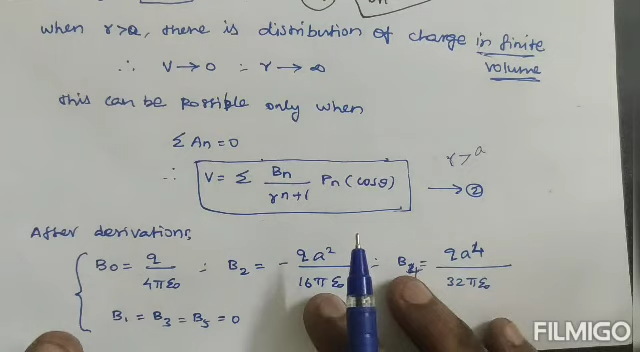 when r>a, there is distribution of charge in finite
volume
∴ V → 0 ∴ r → ∞
This can be possible only when
Σ An = 0
∴ V = Σ Bn/r^(n+1) Pn(cosθ) → ② r>a
After derivations,
B0 = q/4πε0 ∴ B2 = - qa²/16πε0 ∴ B4 = qa⁴/32πε0
B1 = B3 = B5 = 0
FILMIGO